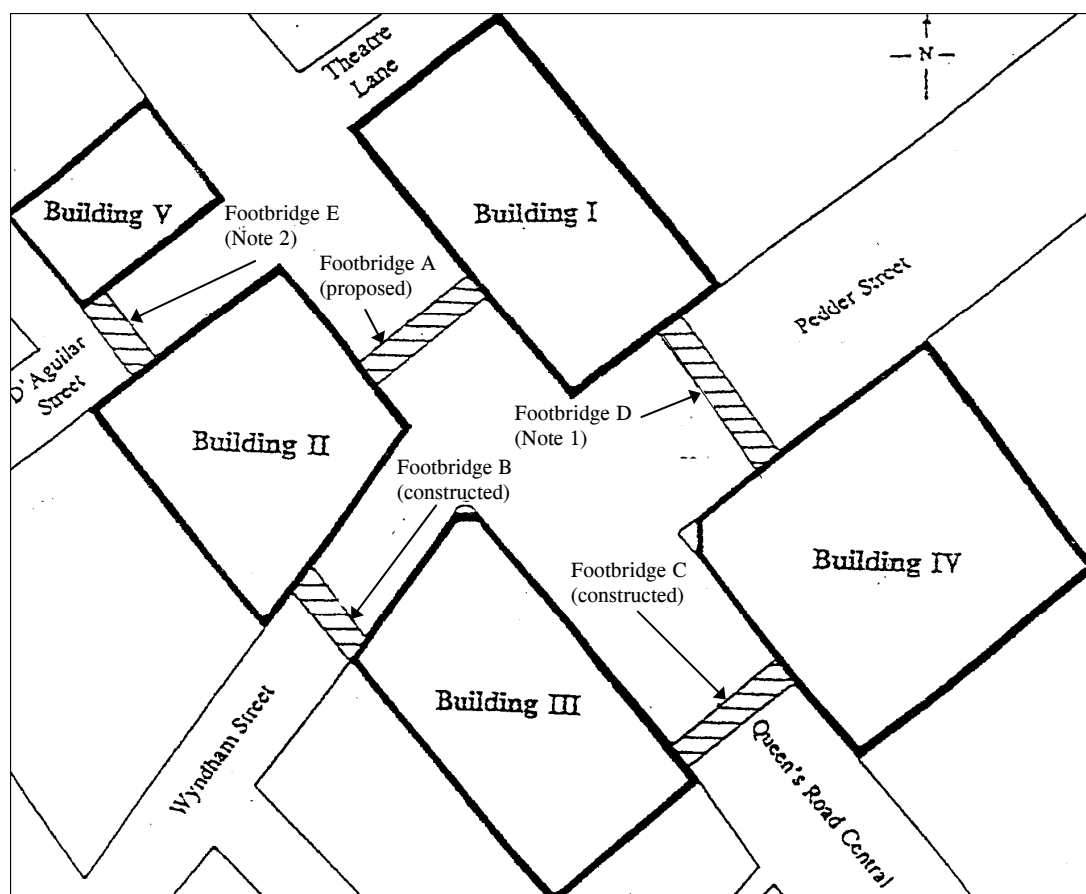 Theatre
Lane
N
Building V
Building I
Footbridge E
(Note 2)
Footbridge A
(proposed)
Pedder Street
D'Aguilar
Street
Footbridge D
(Note 1)
Building II
Footbridge B
(constructed)
Building IV
Footbridge C
(constructed)
Building III
Wyndham Street
Queen's Road Central